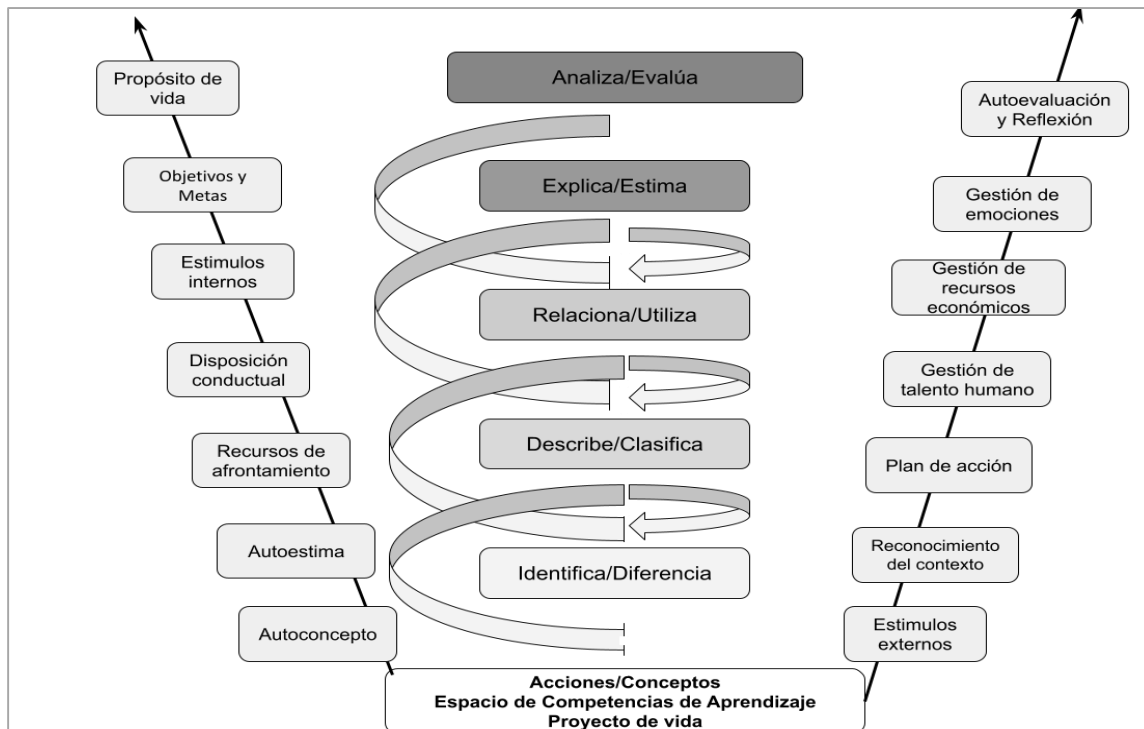 Analiza/Evalúa
Propósito de
vida
Autoevaluación
y Reflexión
Objetivos y
Metas
Explica/Estima
Gestión de
emociones
Estimulos
internos
Gestión de
recursos
económicos
Relaciona/Utiliza
Disposición
conductual
Gestión de
talento humano
Recursos de
afrontamiento
Describe/Clasifica
Plan de acción
Autoestima
Identifica/Diferencia
Reconocimiento
del contexto
Autoconcepto
Estimulos
externos
Acciones/Conceptos
Espacio de Competencias de Aprendizaje
Proyecto de vida